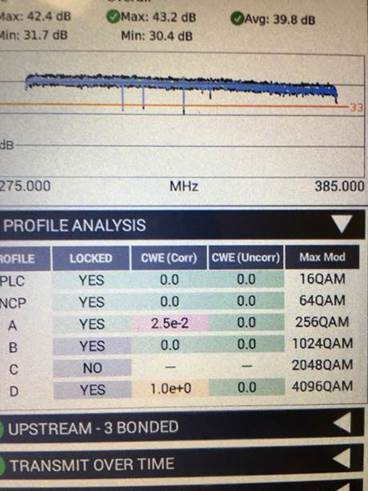 Max: 42.4 dB Max: 43.2 dB Avg: 39.8 dB
Min: 31.7 dB Min: 30.4 dB
33
dB
275.000 MHz 385.000
PROFILE ANALYSIS
ROFILE LOCKED CWE (Corr) CWE (Uncorr) Max Mod
PLC YES 0.0 0.0 16QAM
NCP YES 0.0 0.0 64QAM
A YES 2.5e-2 0.0 256QAM
B YES 0.0 0.0 1024QAM
C NO — — 2048QAM
D YES 1.0e+0 0.0 4096QAM
UPSTREAM - 3 BONDED
TRANSMIT OVER TIME